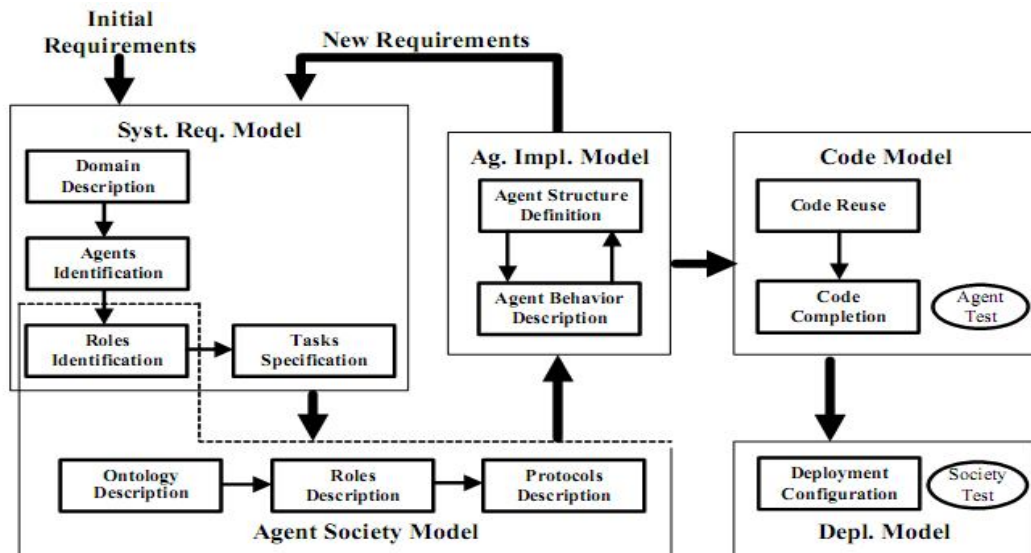 Initial
Requirements
New Requirements
Syst. Req. Model
Domain
Description
Agents
Identification
Roles
Identification
Tasks
Specification
Ag. Impl. Model
Agent Structure
Definition
Agent Behavior
Description
Code Model
Code Reuse
Code
Completion
Agent
Test
Ontology
Description
Roles
Description
Protocols
Description
Agent Society Model
Deployment
Configuration
Society
Test
Depl. Model